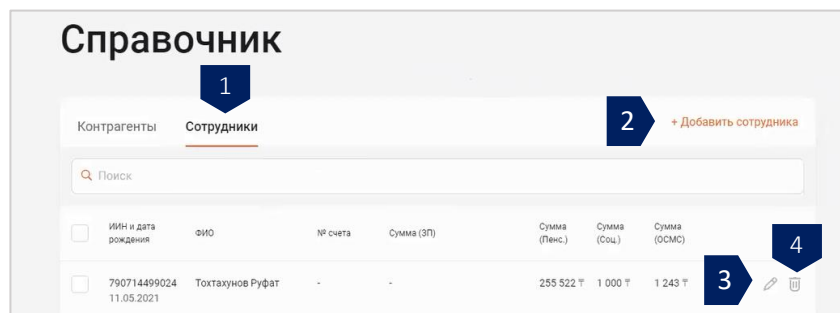 Справочник
1
Контрагенты Сотрудники 2 + Добавить сотрудника
Поиск
ИИН и дата рождения ФИО № счета Сумма (ЗП) Сумма (Пенс.) Сумма (Соц.) Сумма (ОСМС)
4
790714499024 Тохтахунов Руфат - - 255 522 ₸ 1 000 ₸ 1 243 ₸ 3
11.05.2021